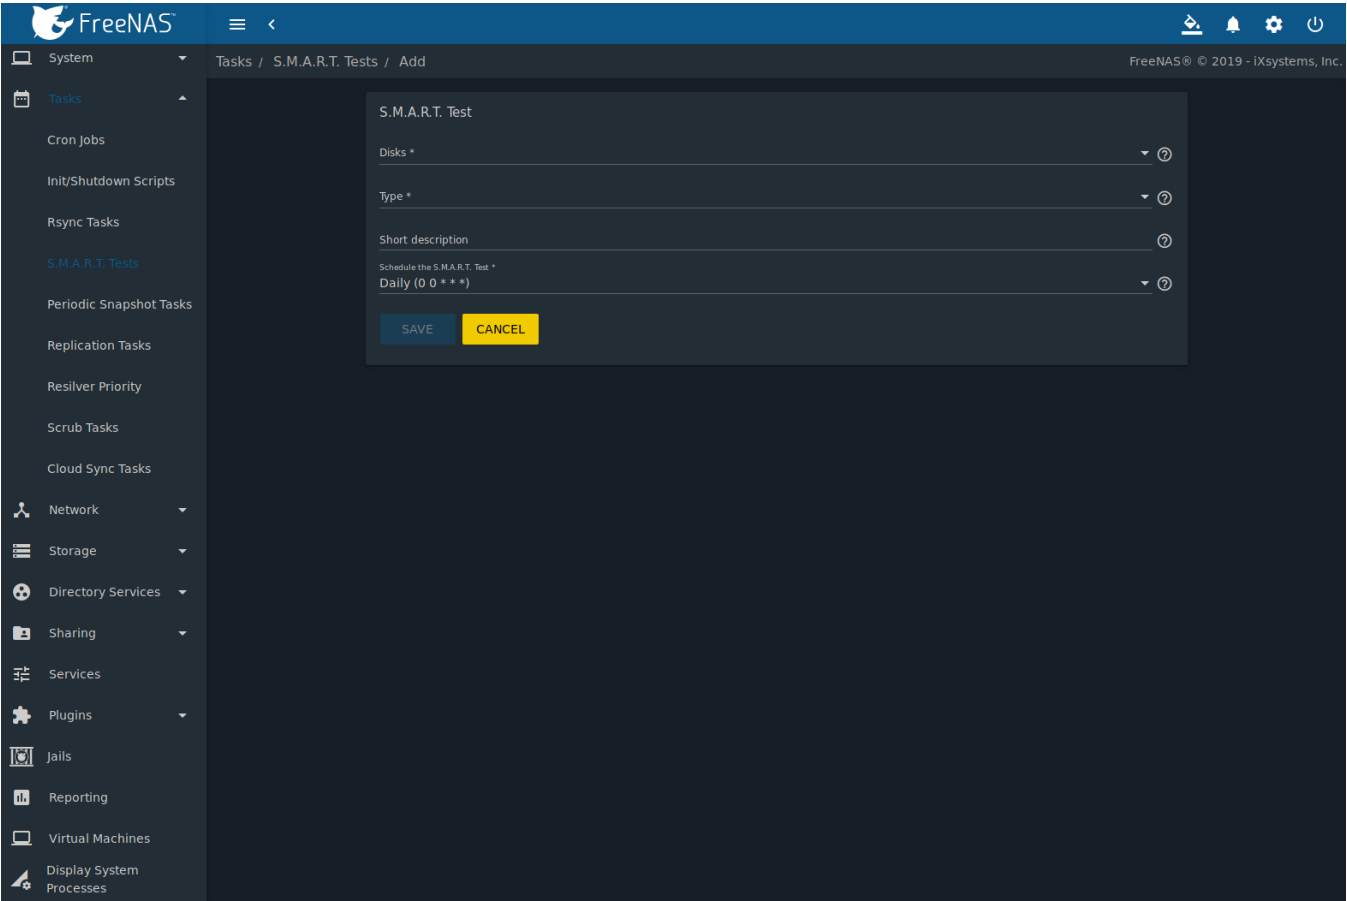 FreeNAS™
System
Tasks / S.M.A.R.T. Tests / Add
FreeNAS® © 2019 - iXsystems, Inc.
Tasks
Cron Jobs
Init/Shutdown Scripts
Rsync Tasks
S.M.A.R.T. Tests
Periodic Snapshot Tasks
Replication Tasks
Resilver Priority
Scrub Tasks
Cloud Sync Tasks
Network
Storage
Directory Services
Sharing
Services
Plugins
Jails
Reporting
Virtual Machines
Display System
Processes
S.M.A.R.T. Test
Disks *
Type *
Short description
Schedule the S.M.A.R.T. Test *
Daily (0 0 * * *)
SAVE
CANCEL